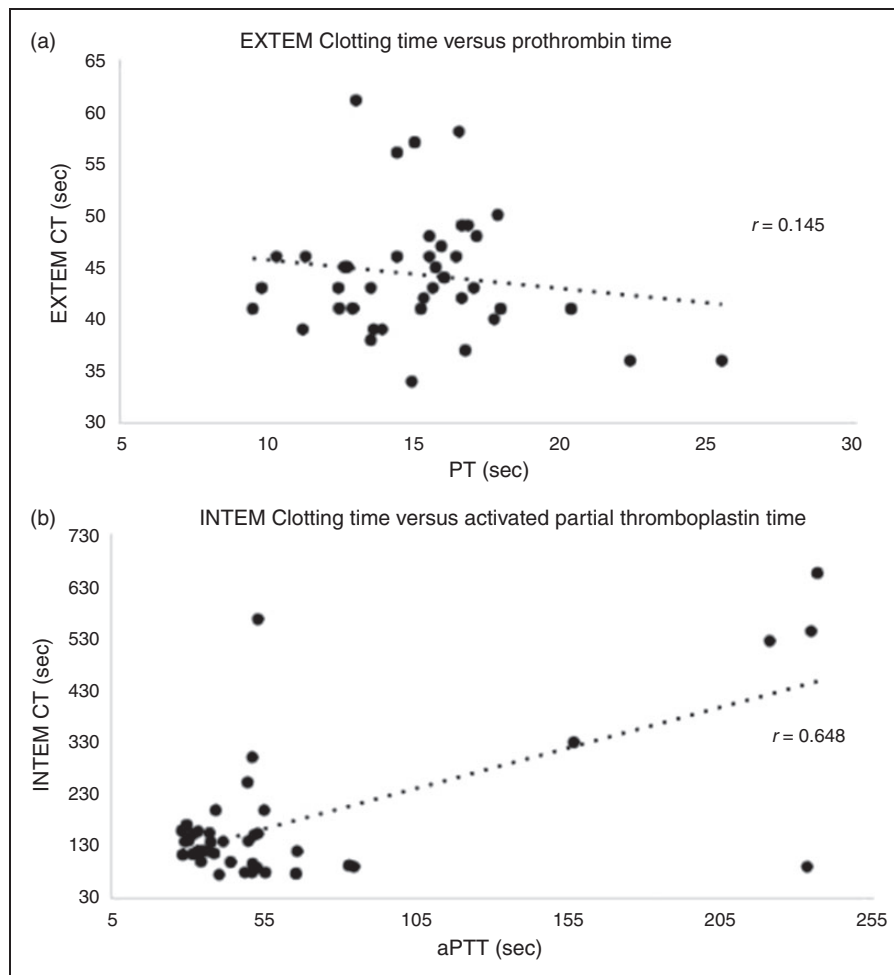 (a) EXTEM Clotting time versus prothrombin time
65
60
55
50
45
40
35
30
EXTEM CT (sec)
r = 0.145
5 10 15 20 25 30
PT (sec)
(b) INTEM Clotting time versus activated partial thromboplastin time
730
630
530
430
330
230
130
30
INTEM CT (sec)
r = 0.648
5 55 105 155 205 255
aPTT (sec)